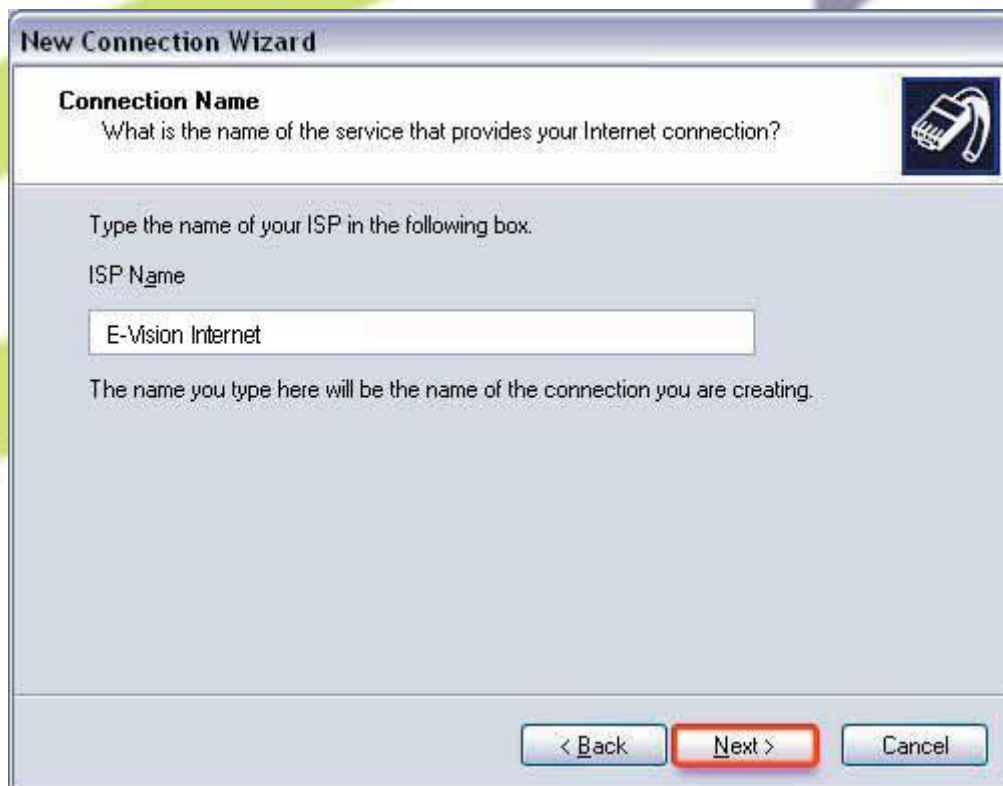 New Connection Wizard
Connection Name
What is the name of the service that provides your Internet connection?
Type the name of your ISP in the following box.
ISP Name
E-Vision Internet
The name you type here will be the name of the connection you are creating.
< Back Next > Cancel